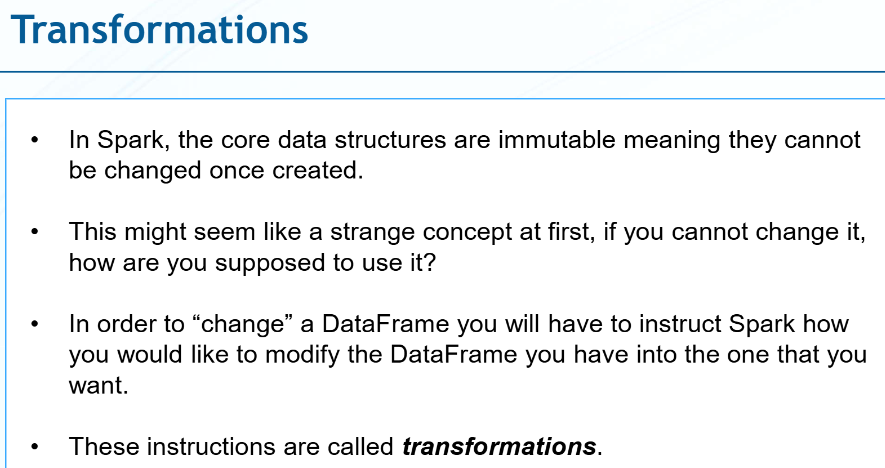 Transformations
• In Spark, the core data structures are immutable meaning they cannot
be changed once created.
• This might seem like a strange concept at first, if you cannot change it,
how are you supposed to use it?
• In order to “change” a DataFrame you will have to instruct Spark how
you would like to modify the DataFrame you have into the one that you
want.
• These instructions are called transformations.